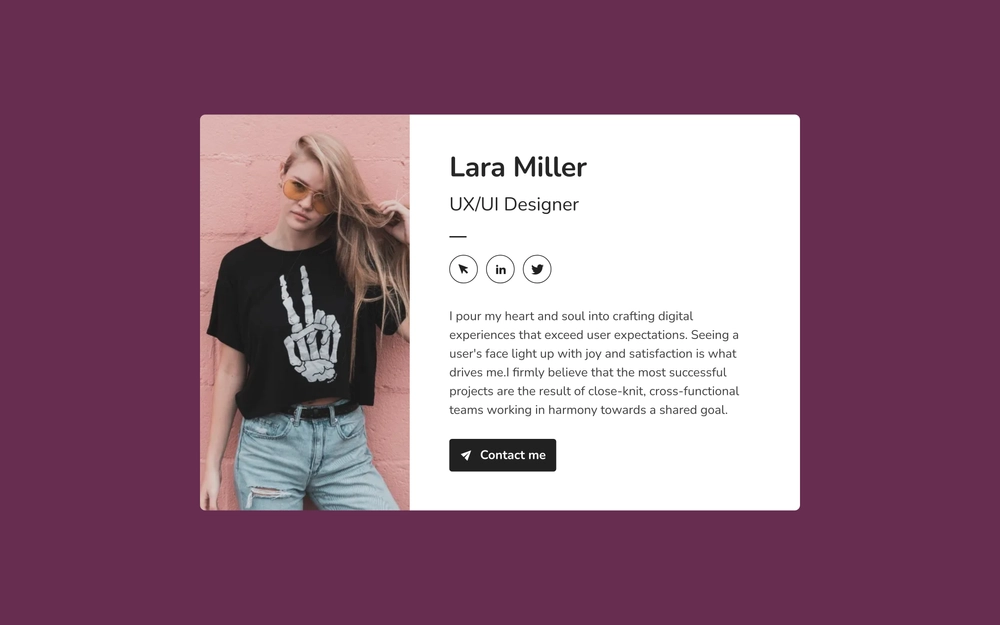 Lara Miller
UX/UI Designer
in
I pour my heart and soul into crafting digital
experiences that exceed user expectations. Seeing a
user's face light up with joy and satisfaction is what
drives me.I firmly believe that the most successful
projects are the result of close-knit, cross-functional
teams working in harmony towards a shared goal.
Contact me